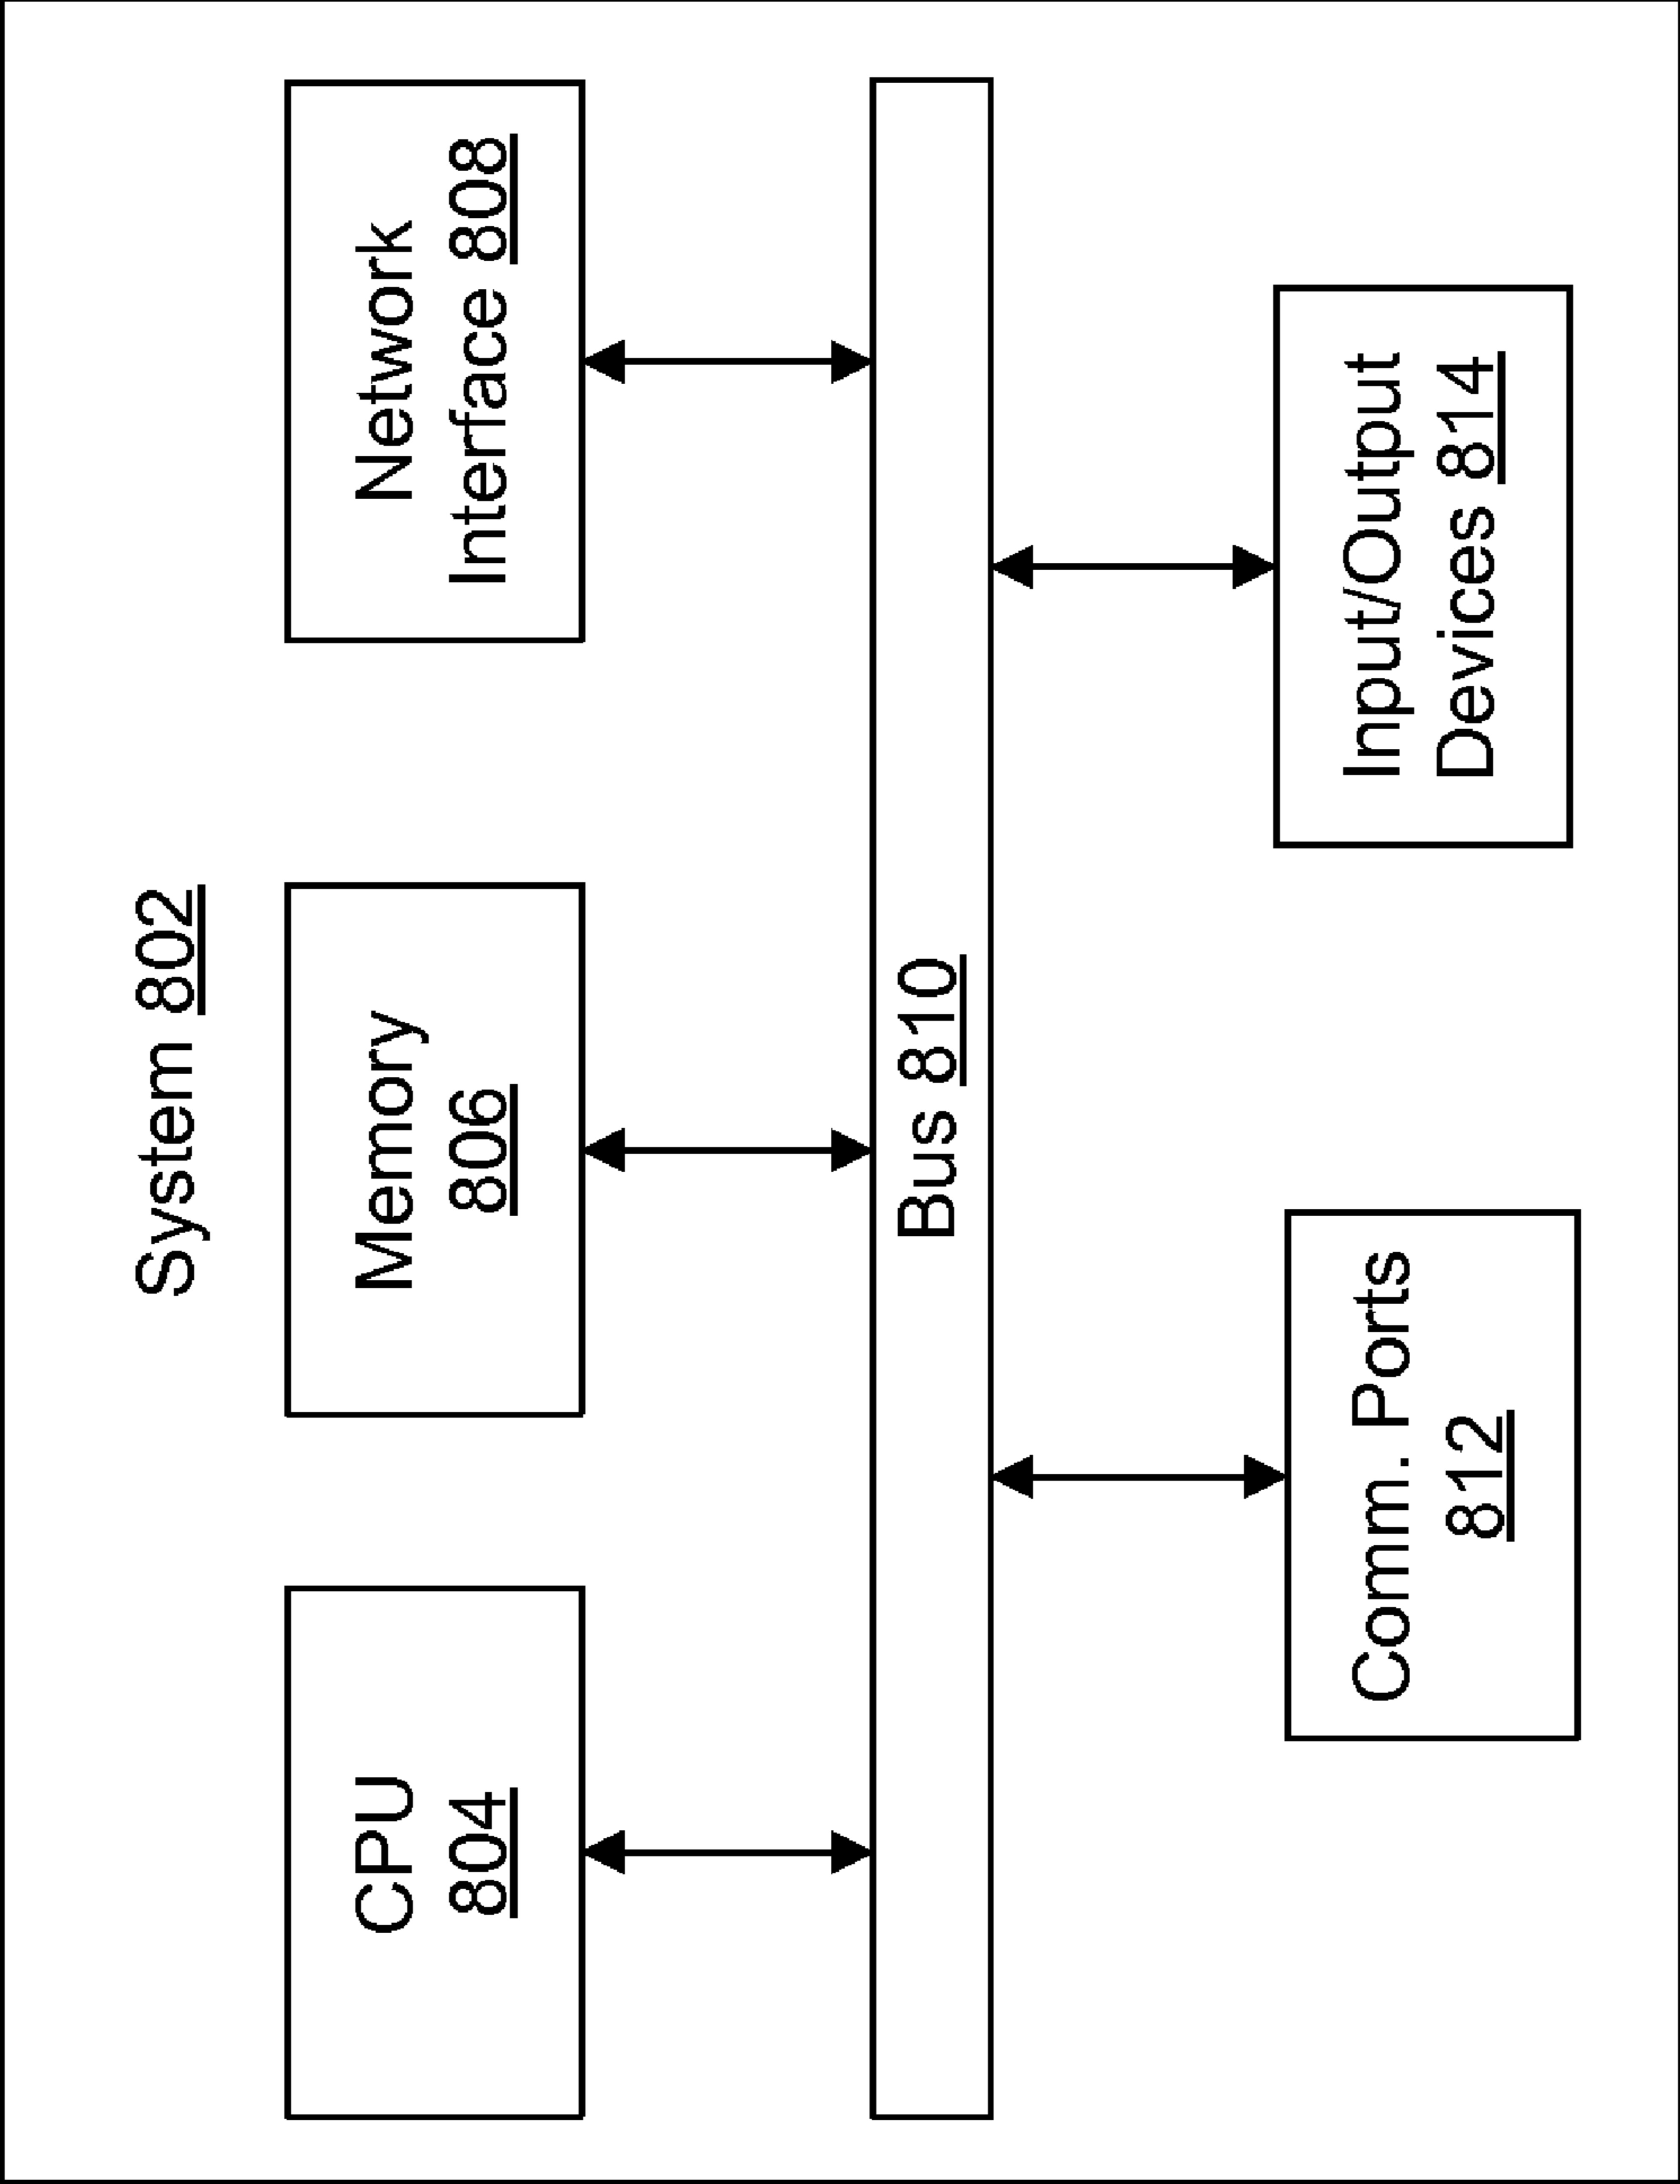 System 802
CPU
804
Memory
806
Network
Interface 808
Bus 810
Comm. Ports
812
Input/Output
Devices 814